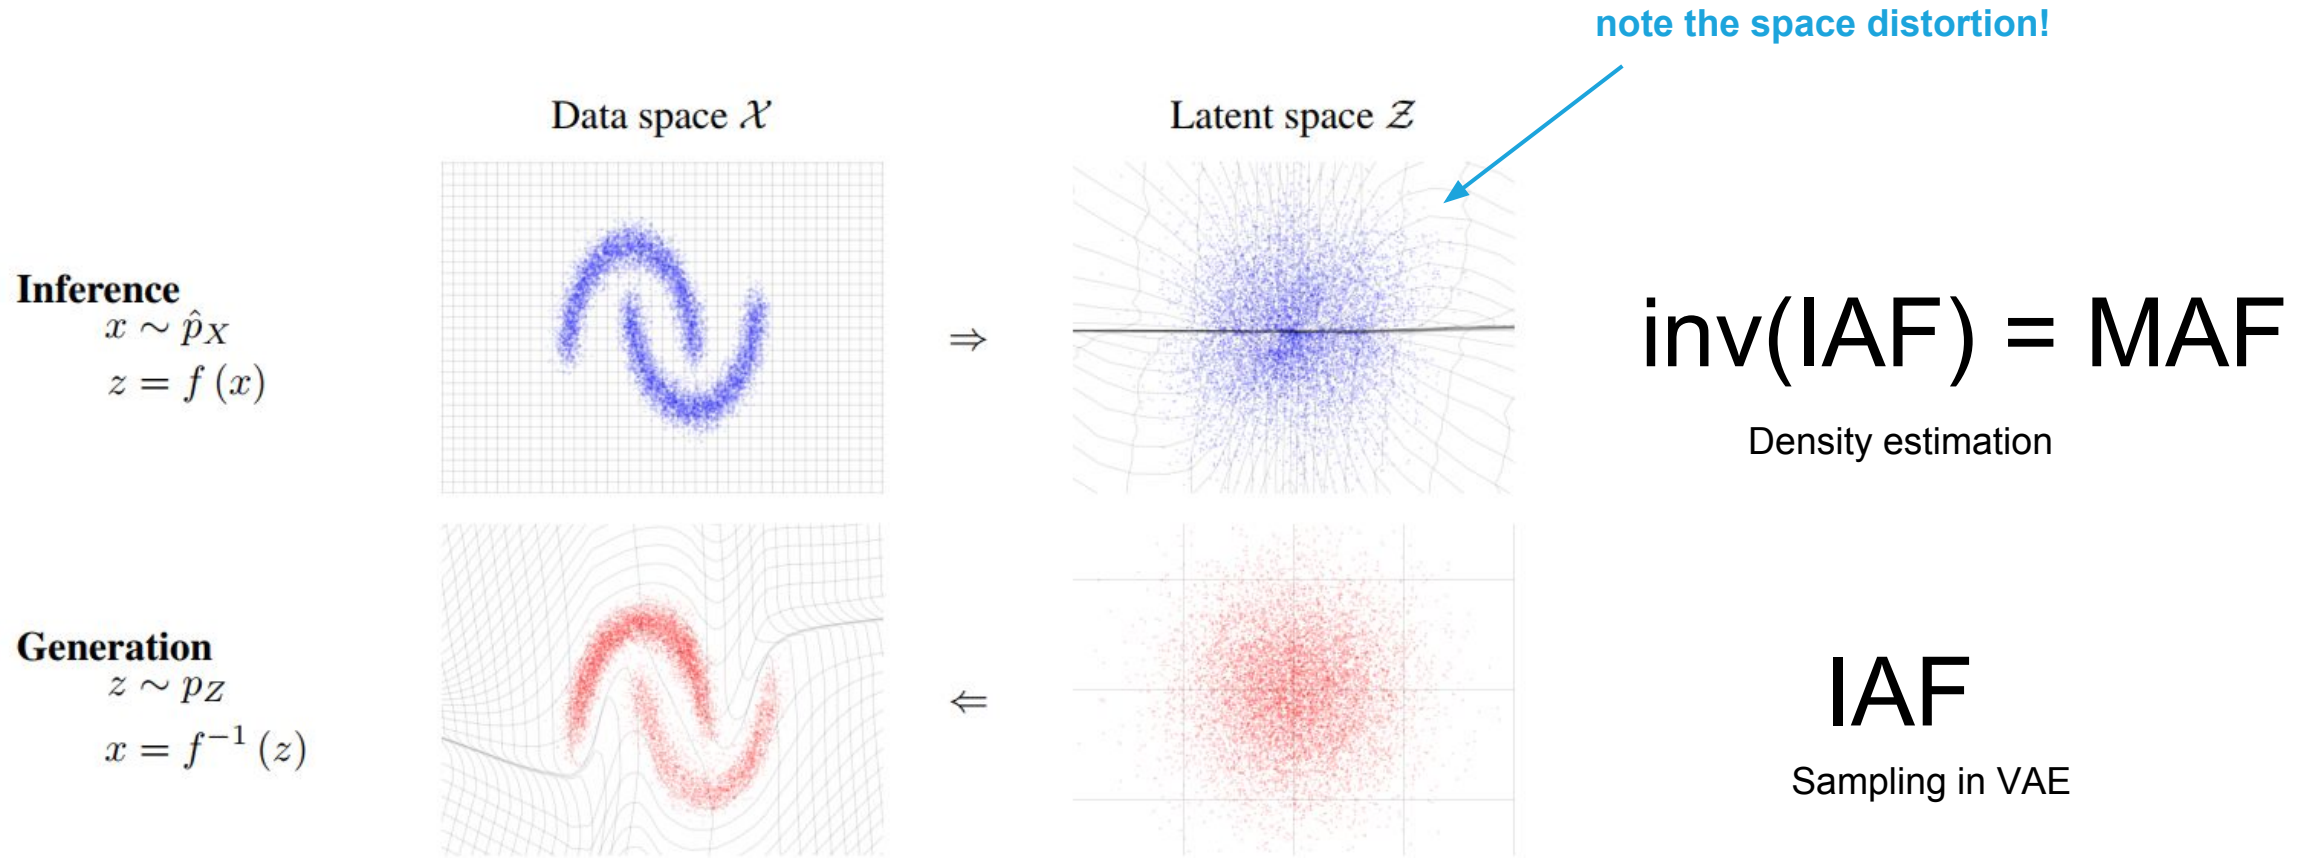 note the space distortion!
Data space 𝒳
Latent space 𝒵
Inference
x ∼ p̂_X
z = f (x)
⇒
inv(IAF) = MAF
Density estimation
Generation
z ∼ p_Z
x = f⁻¹ (z)
⇐
IAF
Sampling in VAE